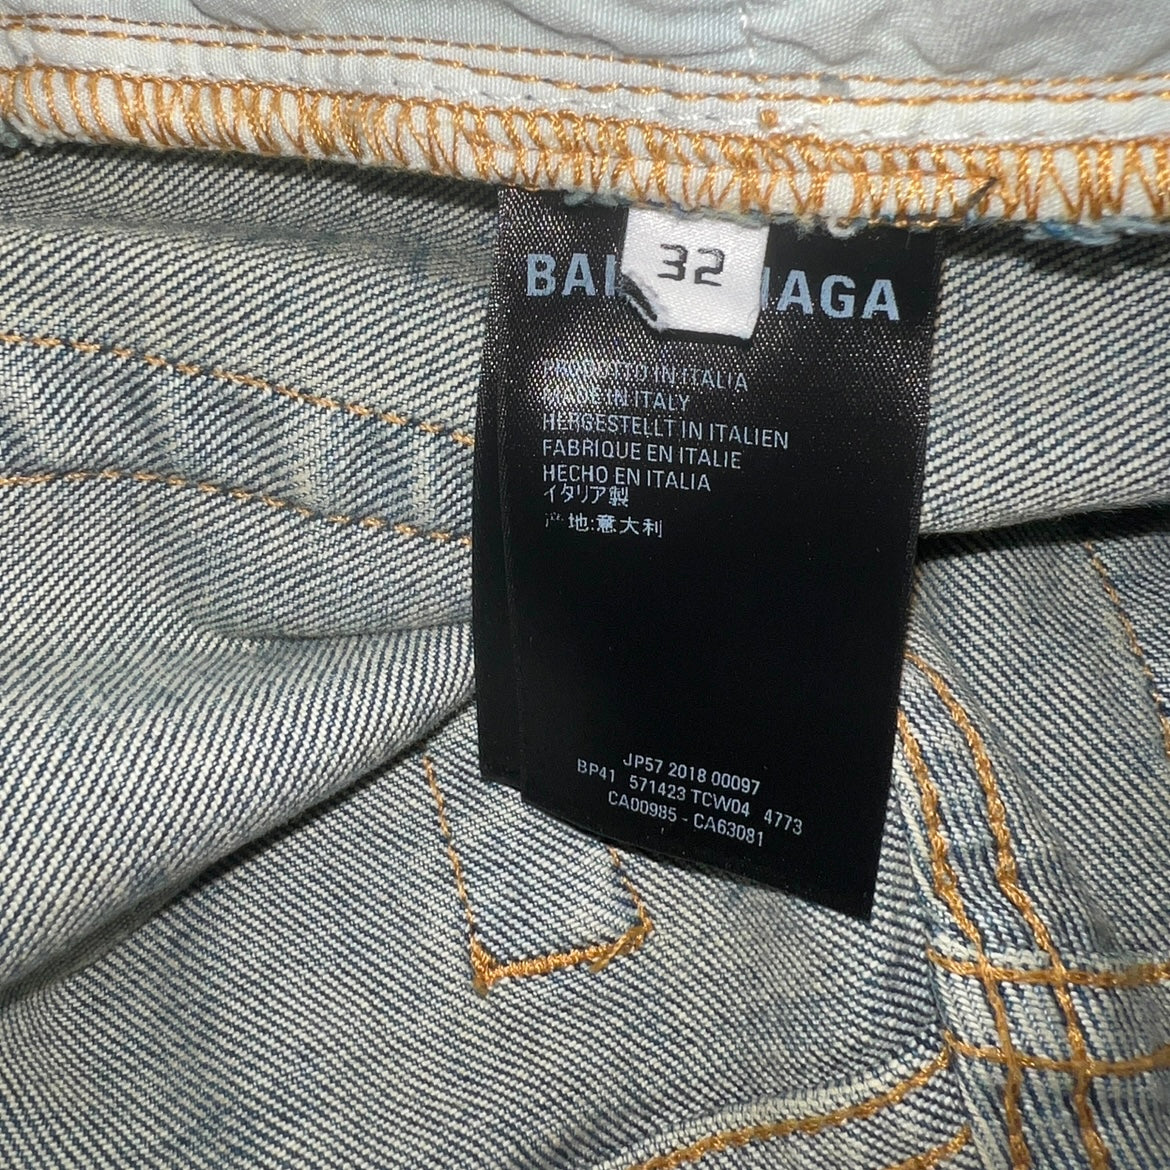 32
BAL NIAGA
PRODOTTO IN ITALIA
MADE IN ITALY
HERGESTELLT IN ITALIEN
FABRIQUE EN ITALIE
HECHO EN ITALIA
イタリア製
产地:意大利
JP57 2018 00097
BP41 571423 TCW04 4773
CA00985 - CA63081